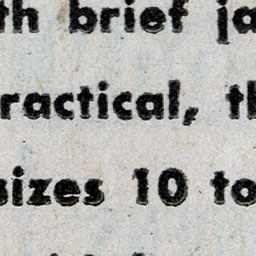 th brief ja
ractical, th
sizes 10 to